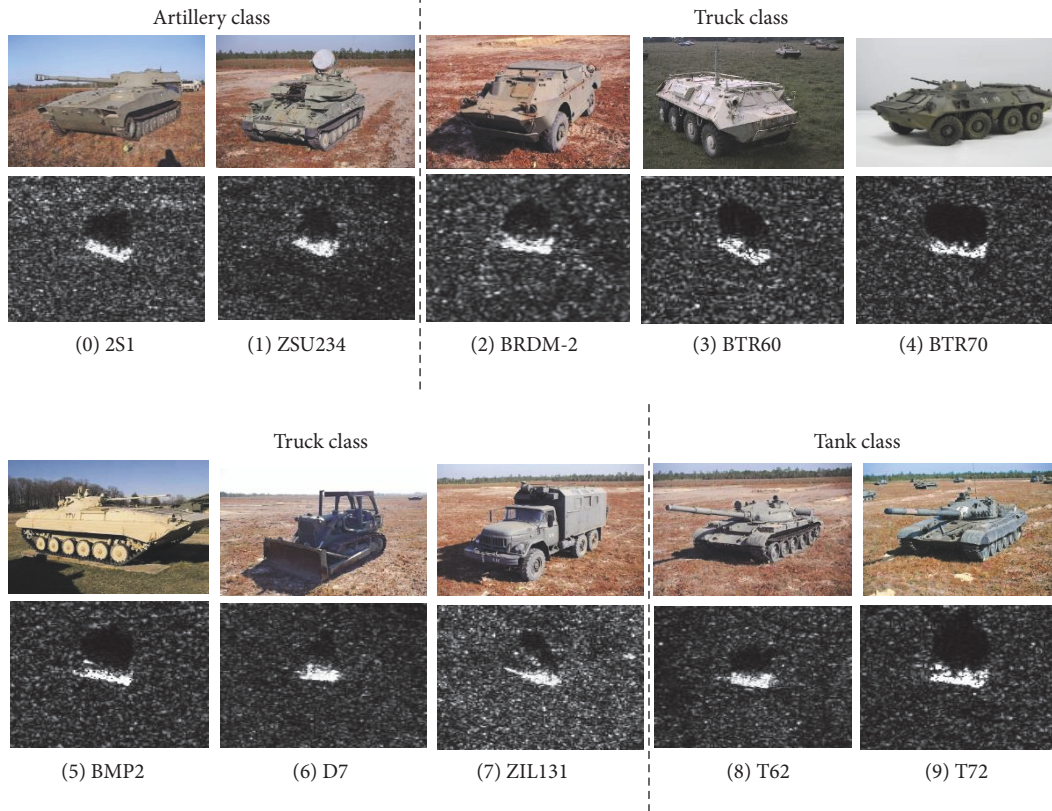 Artillery class
Truck class
(0) 2S1
(1) ZSU234
(2) BRDM-2
(3) BTR60
(4) BTR70
Truck class
Tank class
(5) BMP2
(6) D7
(7) ZIL131
(8) T62
(9) T72